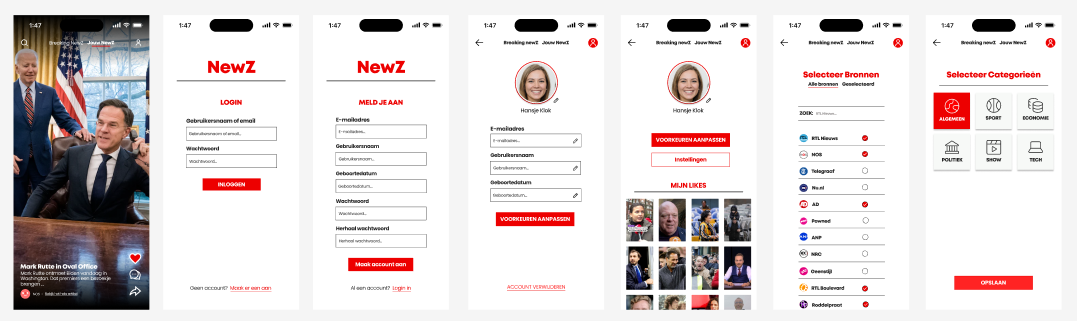 1:47
Breaking newZ Jouw NewZ
Mark Rutte in Oval Office
Mark Rutte ontmoet Biden vandaag in
Washington. Dat premier een bezoekje
brengen ...
NOS - Bekijk het hele artikel
1:47
NewZ
LOGIN
Gebruikersnaam of email
Gebruikersnaam of email...
Wachtwoord
Wachtwoord...
INLOGGEN
Geen account? Maak er een aan
1:47
NewZ
MELD JE AAN
E-mailadres
E-mailadres...
Gebruikersnaam
Gebruikersnaam...
Geboortedatum
Geboortedatum...
Wachtwoord
Wachtwoord...
Herhaal wachtwoord
Herhaal wachtwoord...
Maak account aan
Al een account? Log in
1:47
Breaking newZ Jouw NewZ
Hansje Klok
E-mailadres
E-mailadres...
Gebruikersnaam
Gebruikersnaam...
Geboortedatum
Geboortedatum...
VOORKEUREN AANPASSEN
ACCOUNT VERWIJDEREN
1:47
Breaking newZ Jouw NewZ
Hansje Klok
VOORKEUREN AANPASSEN
Instellingen
MIJN LIKES
1:47
Breaking newZ Jouw NewZ
Selecteer Bronnen
Alle bronnen Geselecteerd
ZOEK: RTL Nieuws...
RTL Nieuws
NOS
Telegraaf
Nu.nl
AD
Powned
ANP
NRC
Geenstijl
RTL Boulevard
Roddelpraat
1:47
Breaking newZ Jouw NewZ
Selecteer Categorieën
ALGEMEEN
SPORT
ECONOMIE
POLITIEK
SHOW
TECH
OPSLAAN